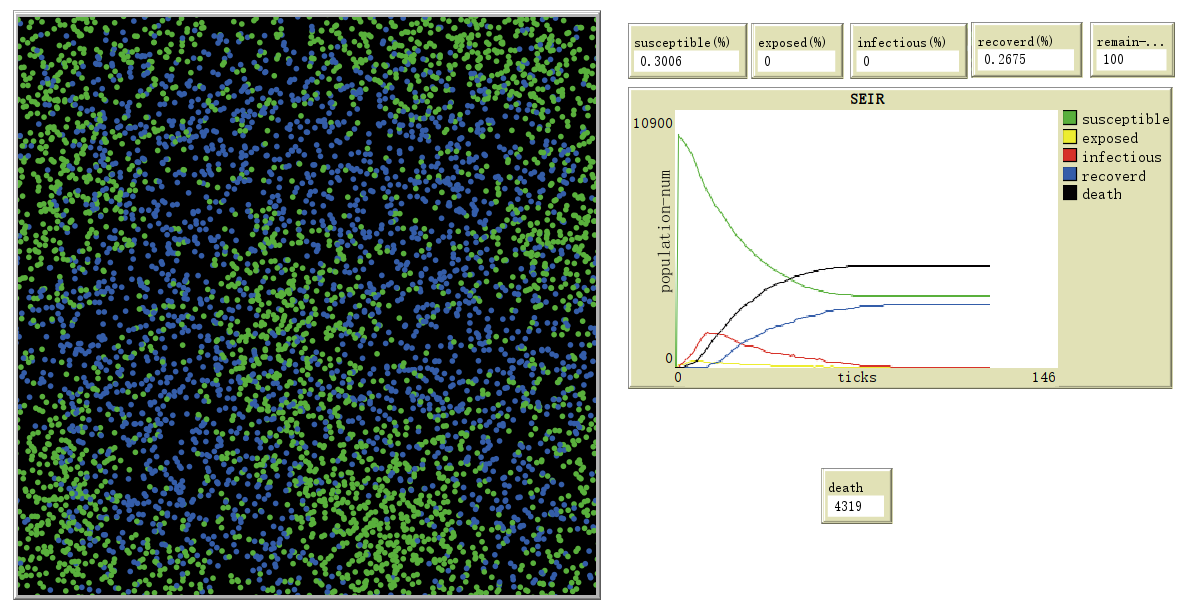 susceptible(%)
0.3006
exposed(%)
0
infectious(%)
0
recoverd(%)
0.2675
remain-...
100
SEIR
10900
population-num
0
0
ticks
146
susceptible
exposed
infectious
recoverd
death
death
4319